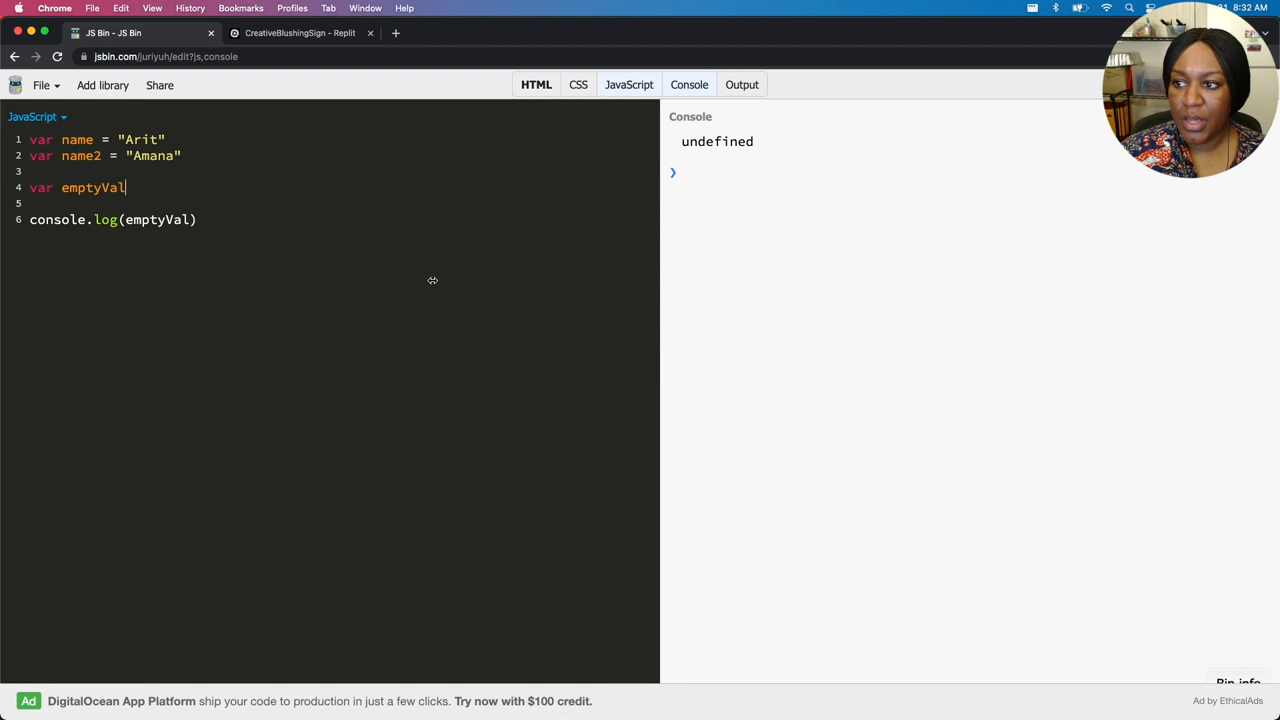 Chrome File Edit View History Bookmarks Profiles Tab Window Help 8:32 AM
JS Bin - JS Bin CreativeBlushingSign - Replit
jsbin.com/juriyuh/edit?js,console
File Add library Share HTML CSS JavaScript Console Output
JavaScript
1 var name = "Arit"
2 var name2 = "Amana"
3
4 var emptyVal
5
6 console.log(emptyVal)
Console
undefined
Bin info
Ad DigitalOcean App Platform ship your code to production in just a few clicks. Try now with $100 credit. Ad by EthicalAds